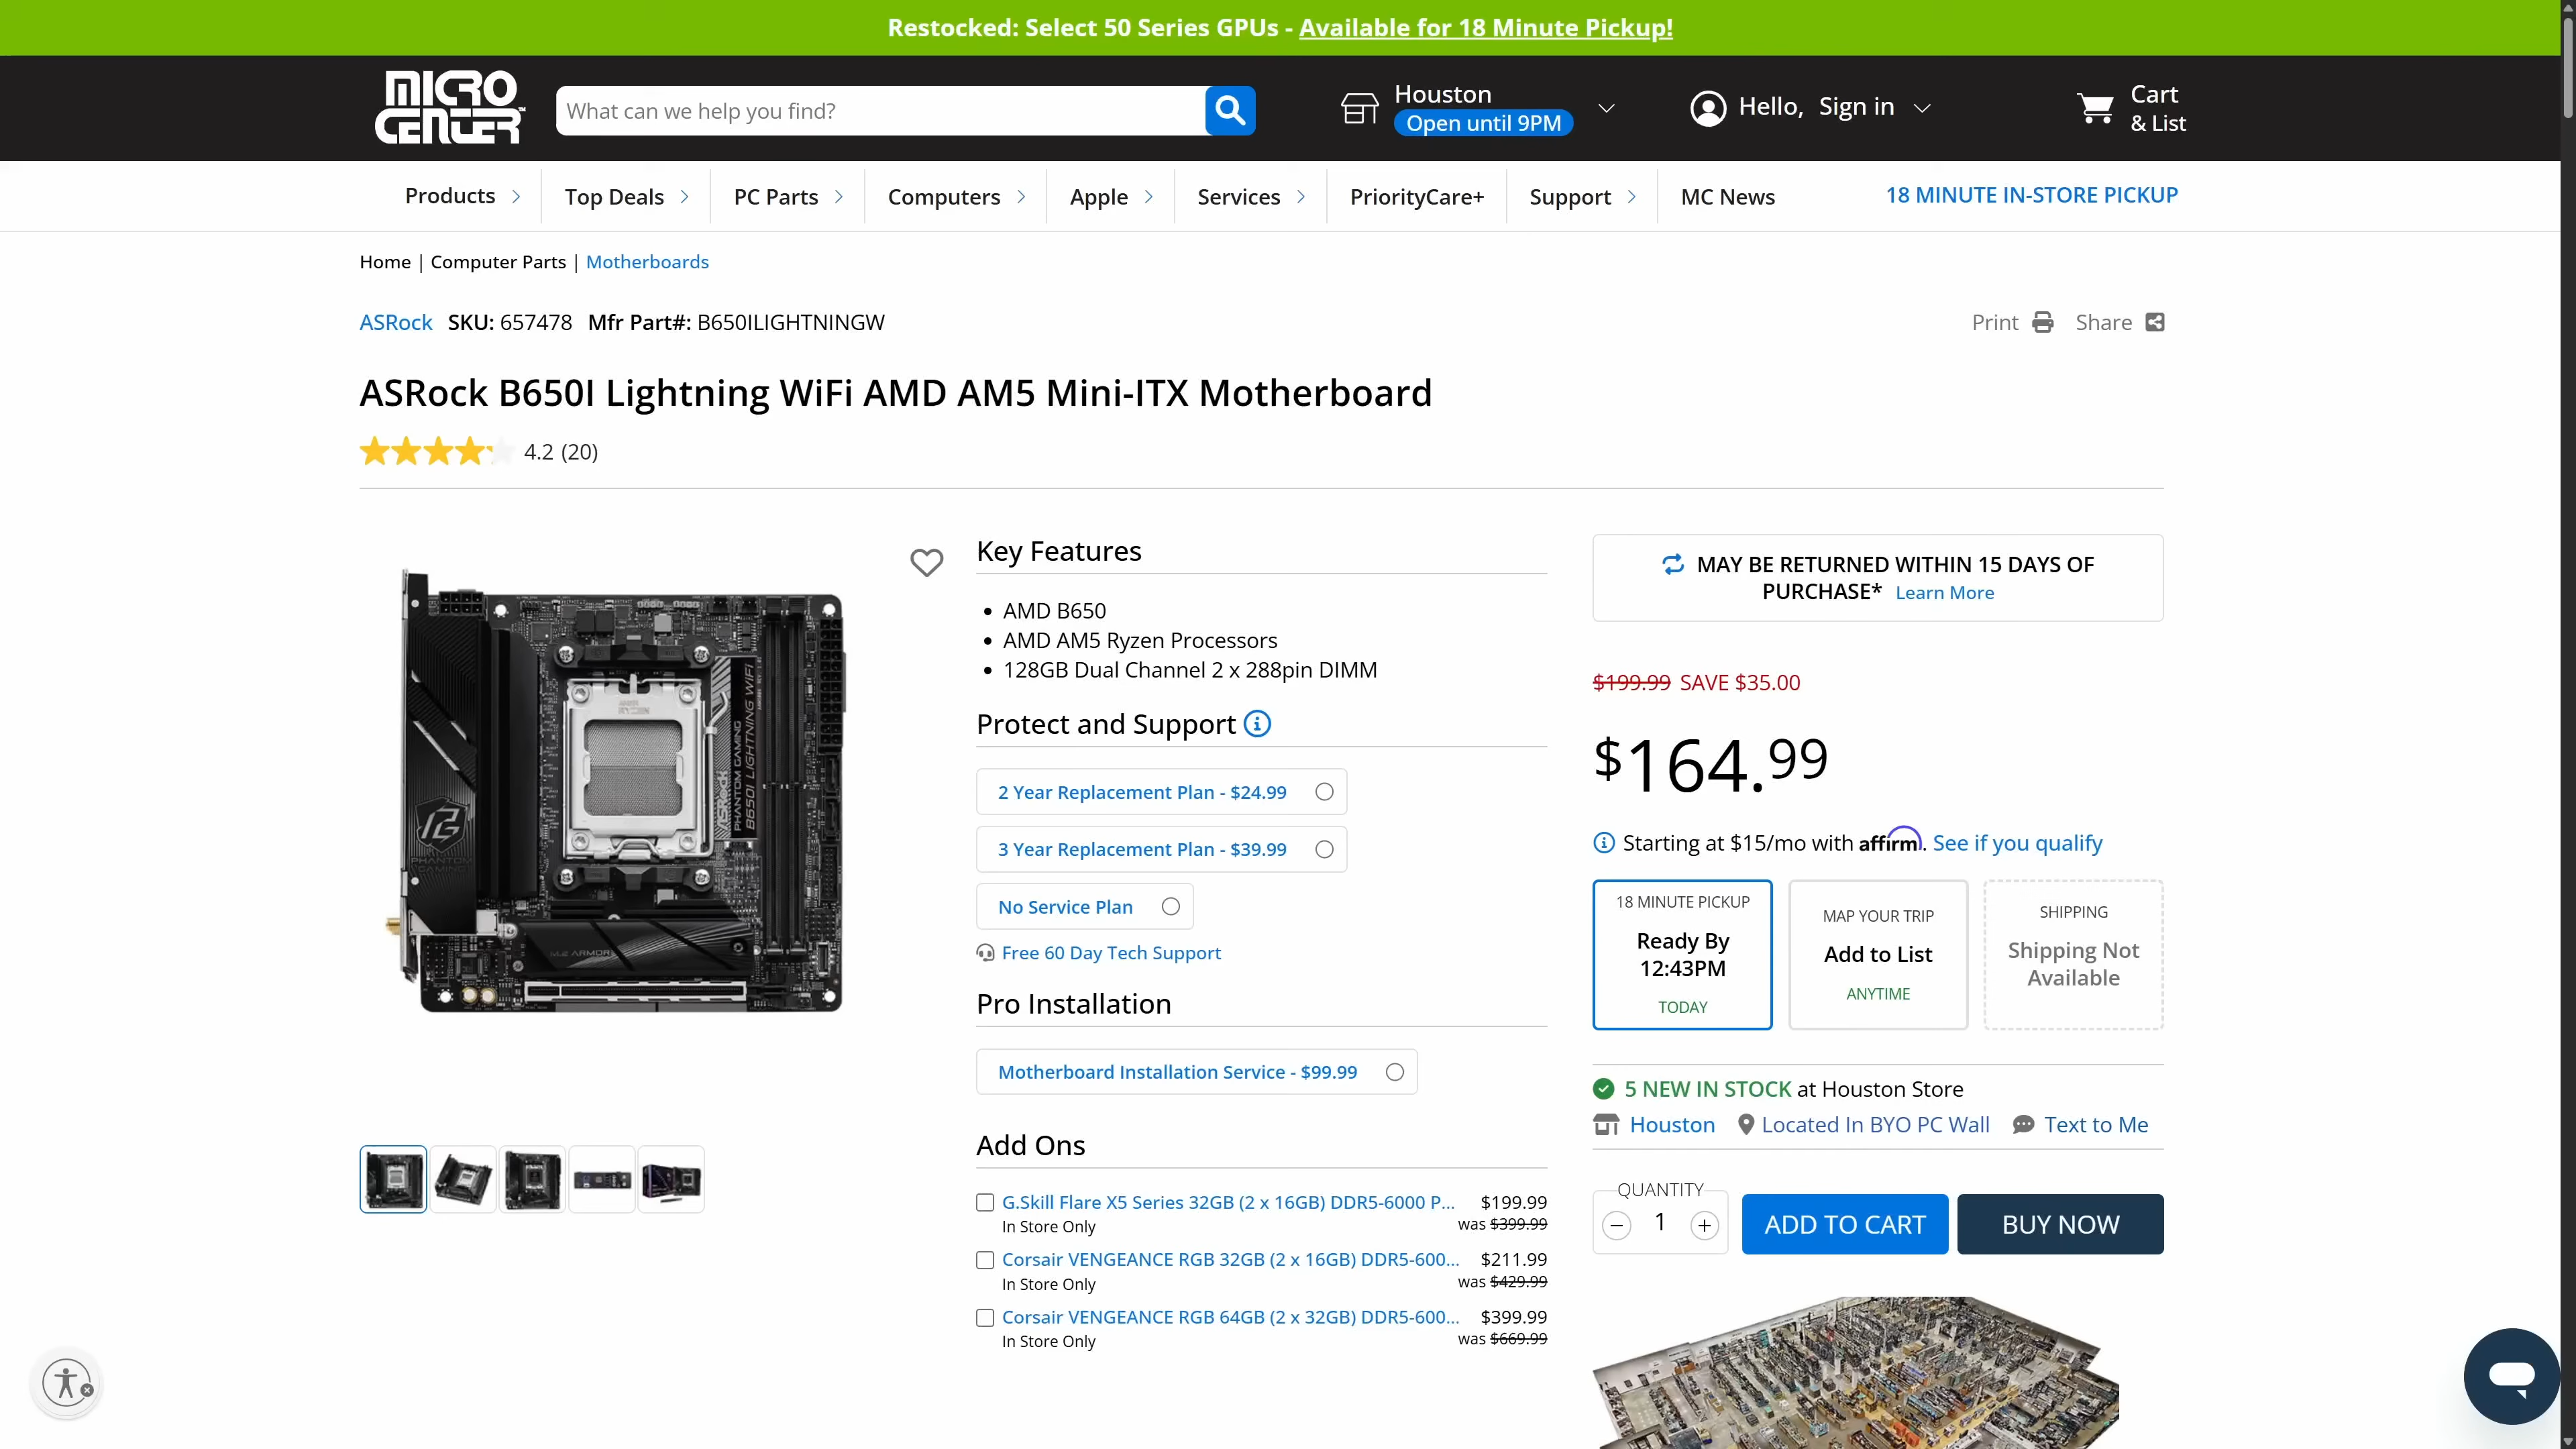 Restocked: Select 50 Series GPUs - Available for 18 Minute Pickup!
MICRO
CENTER
What can we help you find?
Houston
Open until 9PM
Hello, Sign in
Cart
& List
Products
Top Deals
PC Parts
Computers
Apple
Services
PriorityCare+
Support
MC News
18 MINUTE IN-STORE PICKUP
Home | Computer Parts | Motherboards
ASRock SKU: 657478 Mfr Part#: B650ILIGHTNINGW
Print
Share
ASRock B650I Lightning WiFi AMD AM5 Mini-ITX Motherboard
4.2 (20)
PHANTOM
GAMING
ASRock
PHANTOM GAMING
B650I LIGHTNING WIFI
M.2 ARMOR
Key Features
AMD B650
AMD AM5 Ryzen Processors
128GB Dual Channel 2 x 288pin DIMM
Protect and Support
2 Year Replacement Plan - $24.99
3 Year Replacement Plan - $39.99
No Service Plan
Free 60 Day Tech Support
Pro Installation
Motherboard Installation Service - $99.99
Add Ons
G.Skill Flare X5 Series 32GB (2 x 16GB) DDR5-6000 P... $199.99
In Store Only was $399.99
Corsair VENGEANCE RGB 32GB (2 x 16GB) DDR5-600... $211.99
In Store Only was $429.99
Corsair VENGEANCE RGB 64GB (2 x 32GB) DDR5-600... $399.99
In Store Only was $669.99
MAY BE RETURNED WITHIN 15 DAYS OF
PURCHASE* Learn More
$199.99 SAVE $35.00
$164.99
Starting at $15/mo with affirm. See if you qualify
18 MINUTE PICKUP
Ready By
12:43PM
TODAY
MAP YOUR TRIP
Add to List
ANYTIME
SHIPPING
Shipping Not
Available
5 NEW IN STOCK at Houston Store
Houston Located In BYO PC Wall Text to Me
QUANTITY
1
ADD TO CART
BUY NOW